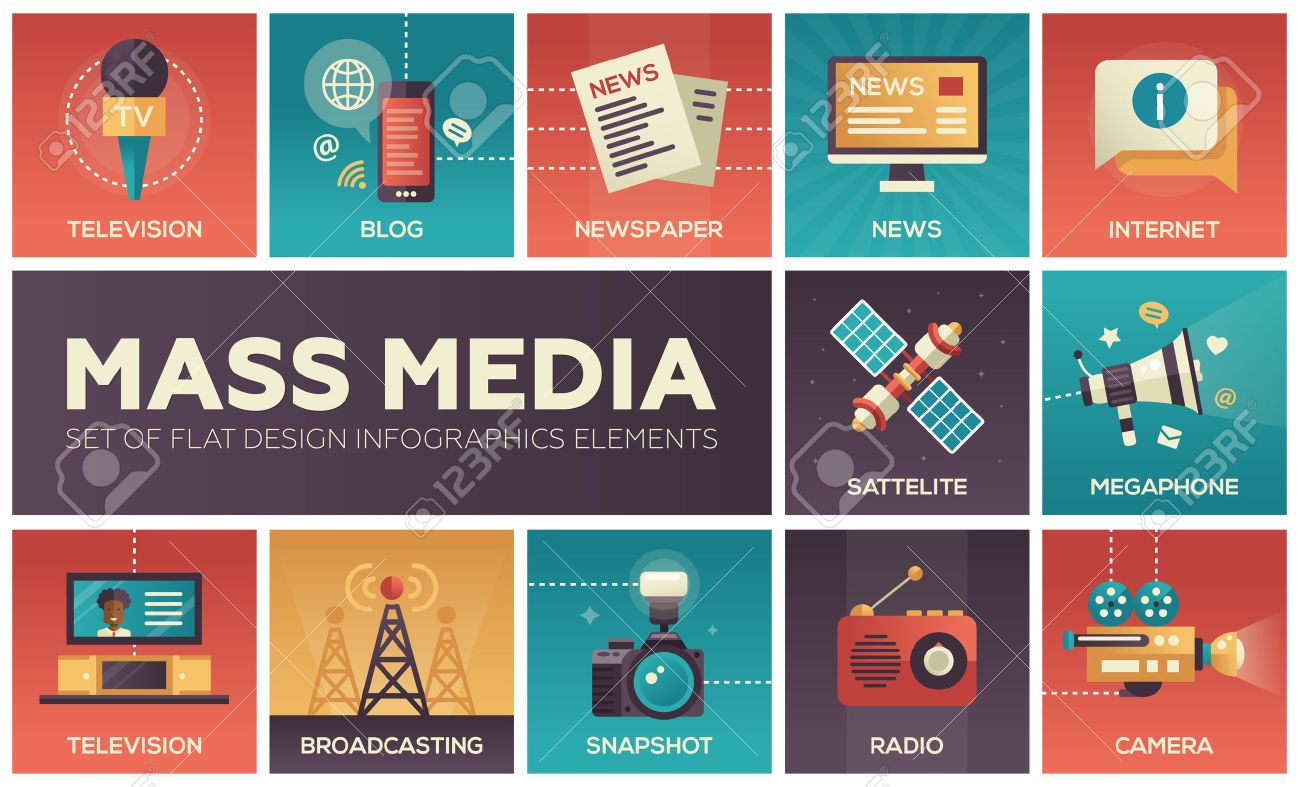 TV
TELEVISION
@
BLOG
NEWS
NEWSPAPER
NEWS
NEWS
i
INTERNET
MASS MEDIA
SET OF FLAT DESIGN INFOGRAPHICS ELEMENTS
SATTELITE
@
MEGAPHONE
TELEVISION
BROADCASTING
SNAPSHOT
RADIO
CAMERA
123RF